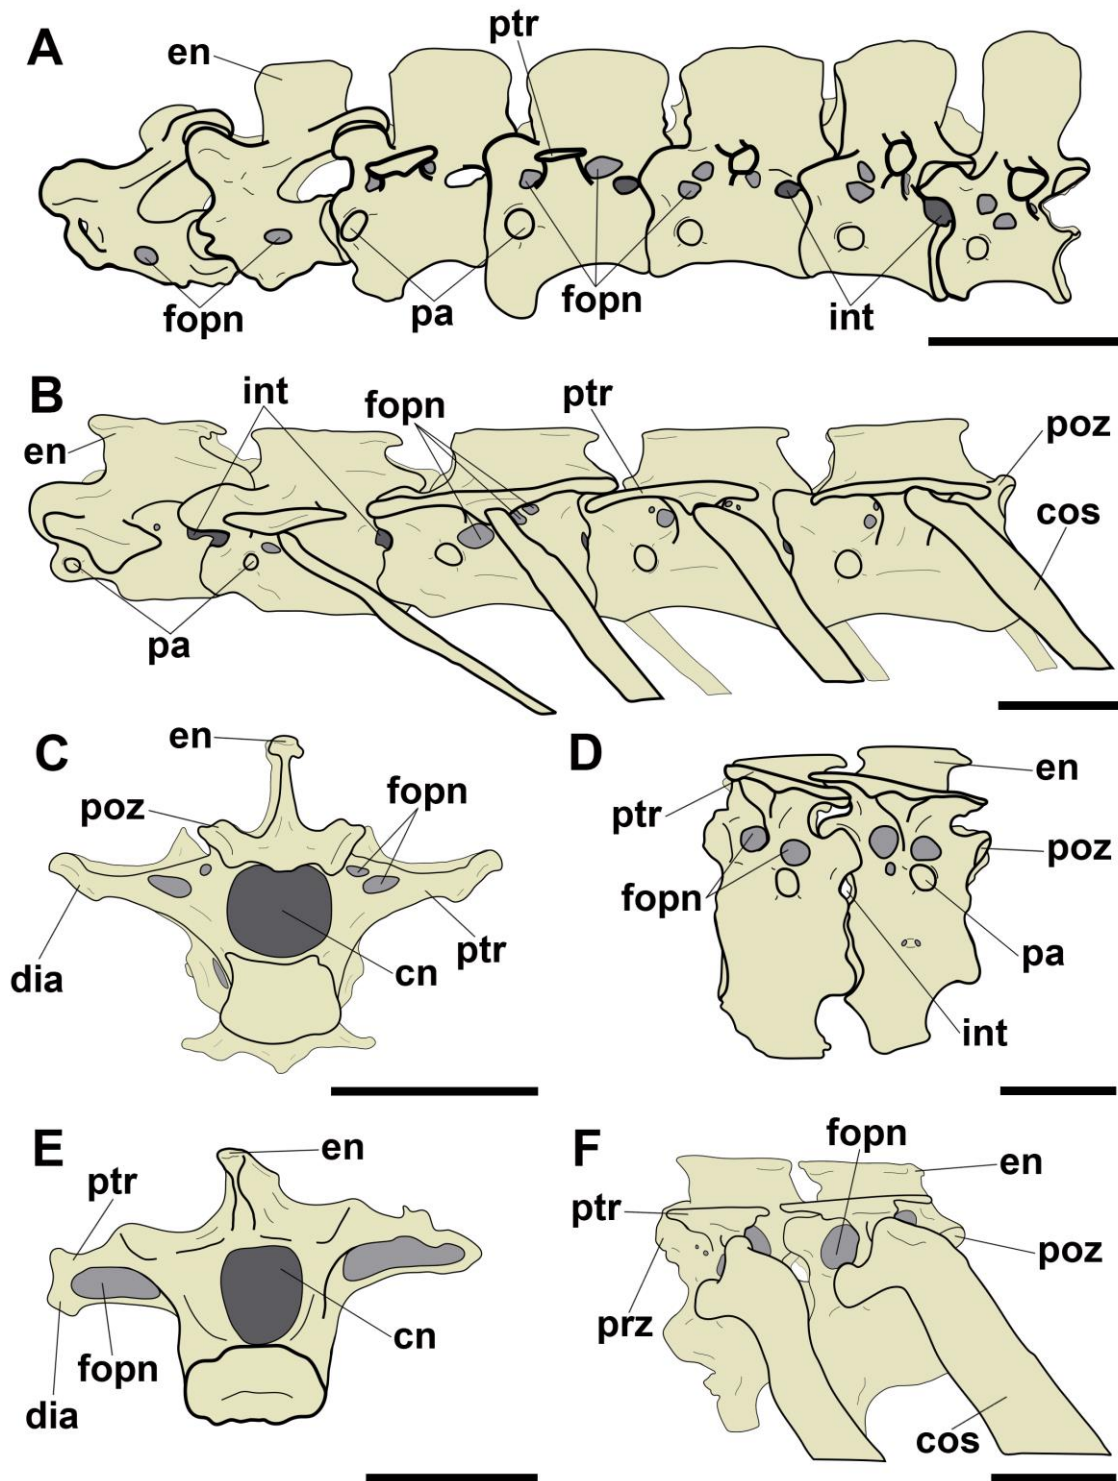 A
en
ptr
fopn
pa
fopn
int
B
en
int
fopn
ptr
poz
cos
pa
C
en
poz
fopn
dia
cn
ptr
D
en
ptr
poz
fopn
pa
int
E
en
ptr
fopn
cn
dia
F
fopn
en
ptr
poz
prz
cos